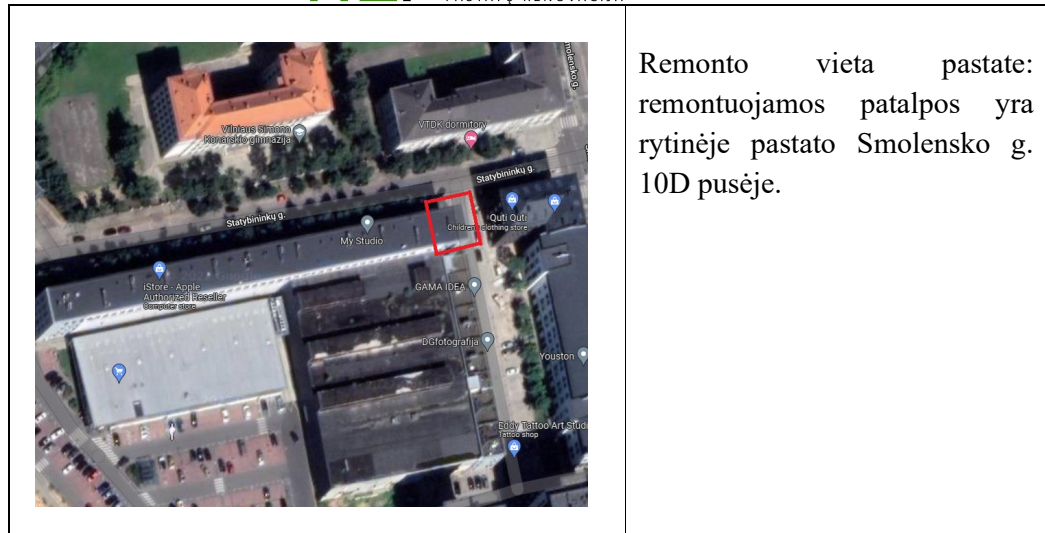 Smolensko g.
Vilniaus Simono
Konarskio gimnazija
VTDK dormitory
Statybininkų g.
Statybininkų g.
Quti Quti
Children's clothing store
My Studio
iStore - Apple
Authorized Reseller
Computer store
GAMA IDEA
DGfotografija
Youston
Eddy Tattoo Art Studi
Tattoo shop
Remonto vieta pastate:
remontuojamos patalpos yra
rytinėje pastato Smolensko g.
10D pusėje.